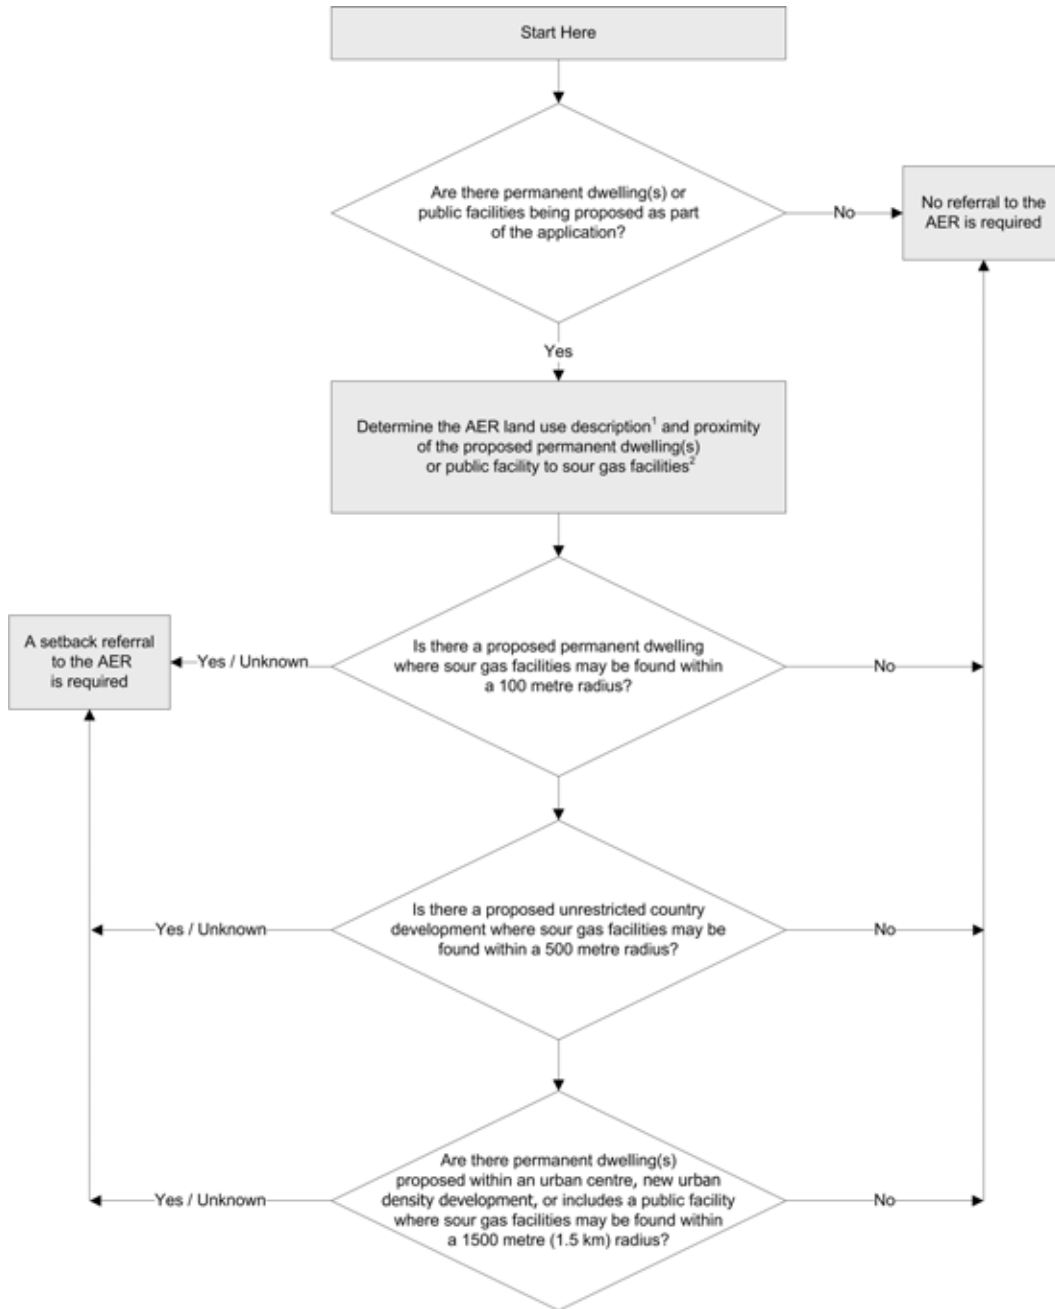 Start Here
Are there permanent dwelling(s) or
public facilities being proposed as part
of the application?
No
No referral to the
AER is required
Yes
Determine the AER land use description¹ and proximity
of the proposed permanent dwelling(s)
or public facility to sour gas facilities²
A setback referral
to the AER
is required
Yes / Unknown
Is there a proposed permanent dwelling
where sour gas facilities may be found within
a 100 metre radius?
No
Yes / Unknown
Is there a proposed unrestricted country
development where sour gas facilities may be
found within a 500 metre radius?
No
Yes / Unknown
Are there permanent dwelling(s)
proposed within an urban centre, new urban
density development, or includes a public facility
where sour gas facilities may be found within
a 1500 metre (1.5 km) radius?
No